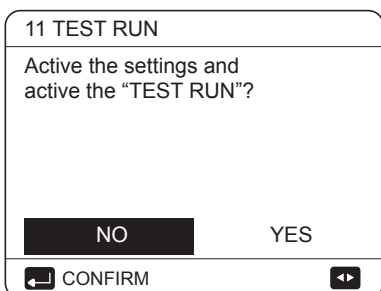 11 TEST RUN
Active the settings and
active the “TEST RUN”?
NO YES
CONFIRM